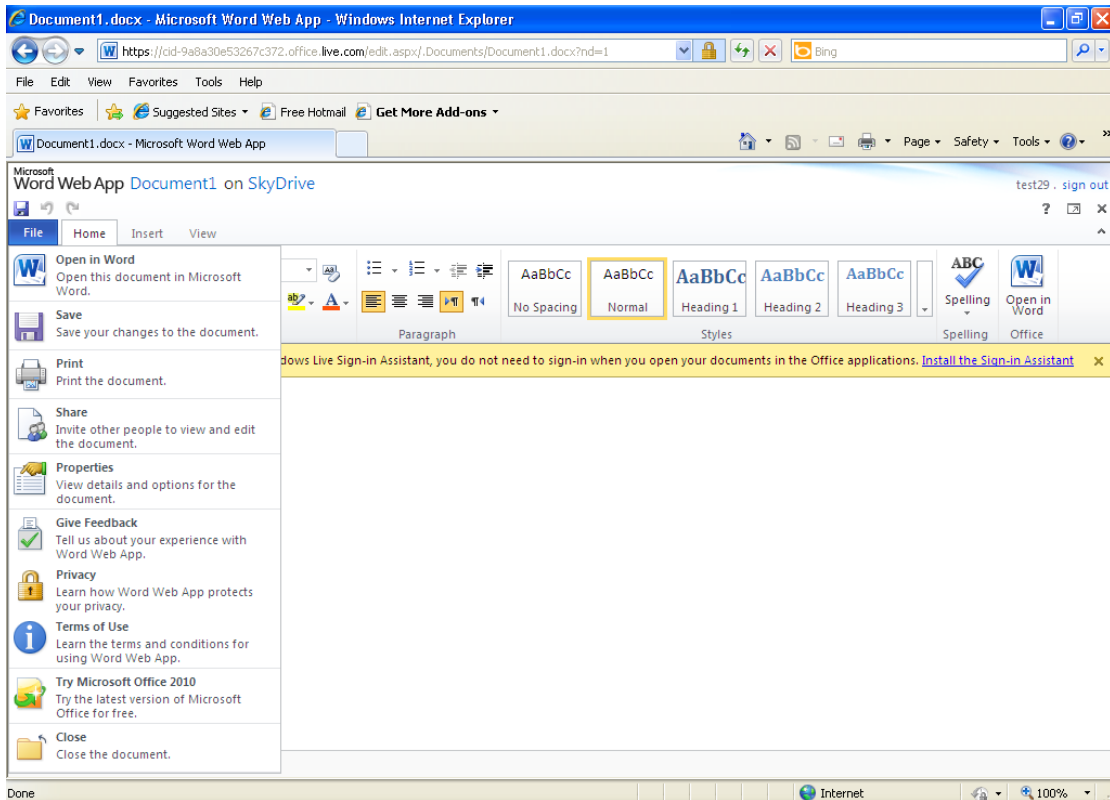 Document1.docx - Microsoft Word Web App - Windows Internet Explorer
https://cid-9a8a30e53267c372.office.live.com/edit.aspx/.Documents/Document1.docx?nd=1
Bing
File Edit View Favorites Tools Help
Favorites Suggested Sites Free Hotmail Get More Add-ons
Document1.docx - Microsoft Word Web App
Page Safety Tools
Microsoft
Word Web App Document1 on SkyDrive
test29 . sign out
File Home Insert View
Open in Word
Open this document in Microsoft
Word.
Save
Save your changes to the document.
Print
Print the document.
Share
Invite other people to view and edit
the document.
Properties
View details and options for the
document.
Give Feedback
Tell us about your experience with
Word Web App.
Privacy
Learn how Word Web App protects
your privacy.
Terms of Use
Learn the terms and conditions for
using Word Web App.
Try Microsoft Office 2010
Try the latest version of Microsoft
Office for free.
Close
Close the document.
AaBbCc AaBbCc AaBbCc AaBbCc AaBbCc
No Spacing Normal Heading 1 Heading 2 Heading 3
ABC
Spelling
Open in
Word
Paragraph Styles Spelling Office
dows Live Sign-in Assistant, you do not need to sign-in when you open your documents in the Office applications. Install the Sign-in Assistant
Done Internet 100%